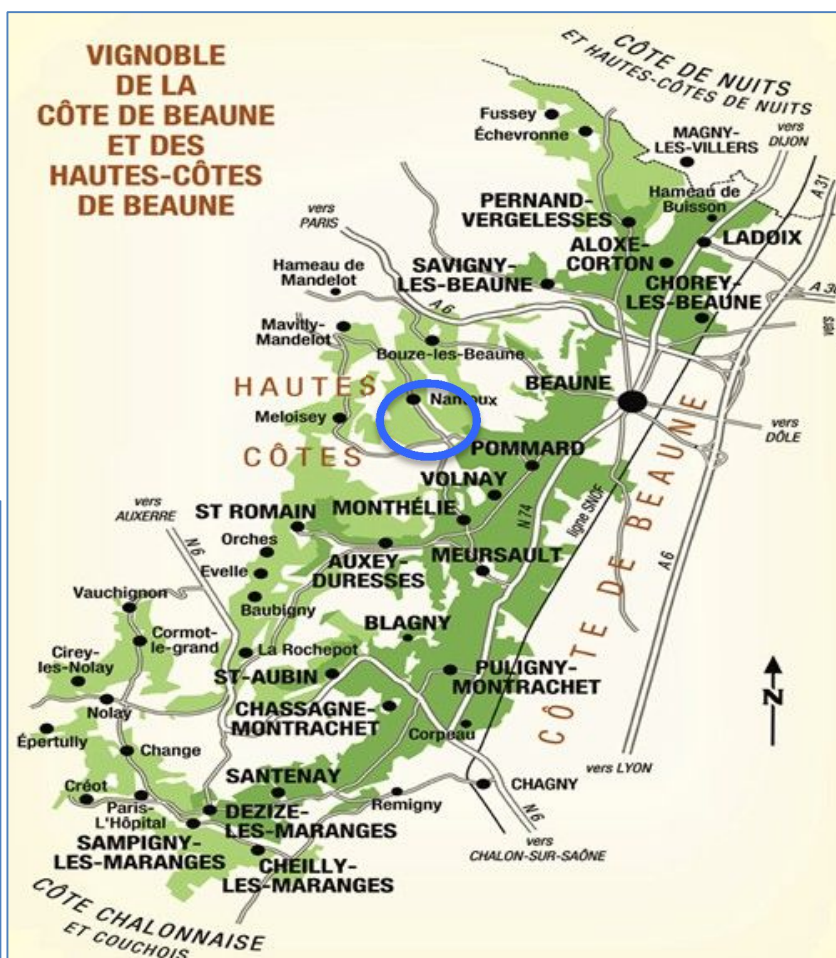 VIGNOBLE
DE LA
CÔTE DE BEAUNE
ET DES
HAUTES-CÔTES
DE BEAUNE
CÔTE DE NUITS
ET HAUTES-CÔTES DE NUITS
Fussey
Échevronne
MAGNY-
LES-VILLERS
vers
DIJON
A 31
PERNAND-
VERGELESSES
Hameau de
Buisson
LADOIX
vers
PARIS
ALOXE-
CORTON
SAVIGNY-
LES-BEAUNE
CHOREY-
LES-BEAUNE
Hameau de
Mandelot
A 6
vers
Mavilly-
Mandelot
Bouze-les-Beaune
BEAUNE
HAUTES
Nantoux
Meloisey
vers
DÔLE
CÔTES
POMMARD
VOLNAY
vers
AUXERRE
ST ROMAIN
MONTHÉLIE
N 74
ligne SNCF
CÔTE DE BEAUNE
A 6
N 6
Orches
AUXEY-
DURESSES
MEURSAULT
Evelle
Vauchignon
Baubigny
BLAGNY
Cormot-
le-grand
Cirey-
les-Nolay
La Rochepot
ST-AUBIN
PULIGNY-
MONTRACHET
N
Nolay
CHASSAGNE-
MONTRACHET
Corpeau
Épertully
Change
vers LYON
SANTENAY
CHAGNY
Créot
Paris-
L'Hôpital
Remigny
DEZIZE-
LES-MARANGES
N 6
SAMPIGNY-
LES-MARANGES
CHEILLY-
LES-MARANGES
vers
CHALON-SUR-SAÔNE
CÔTE CHALONNAISE
ET COUCHOIS